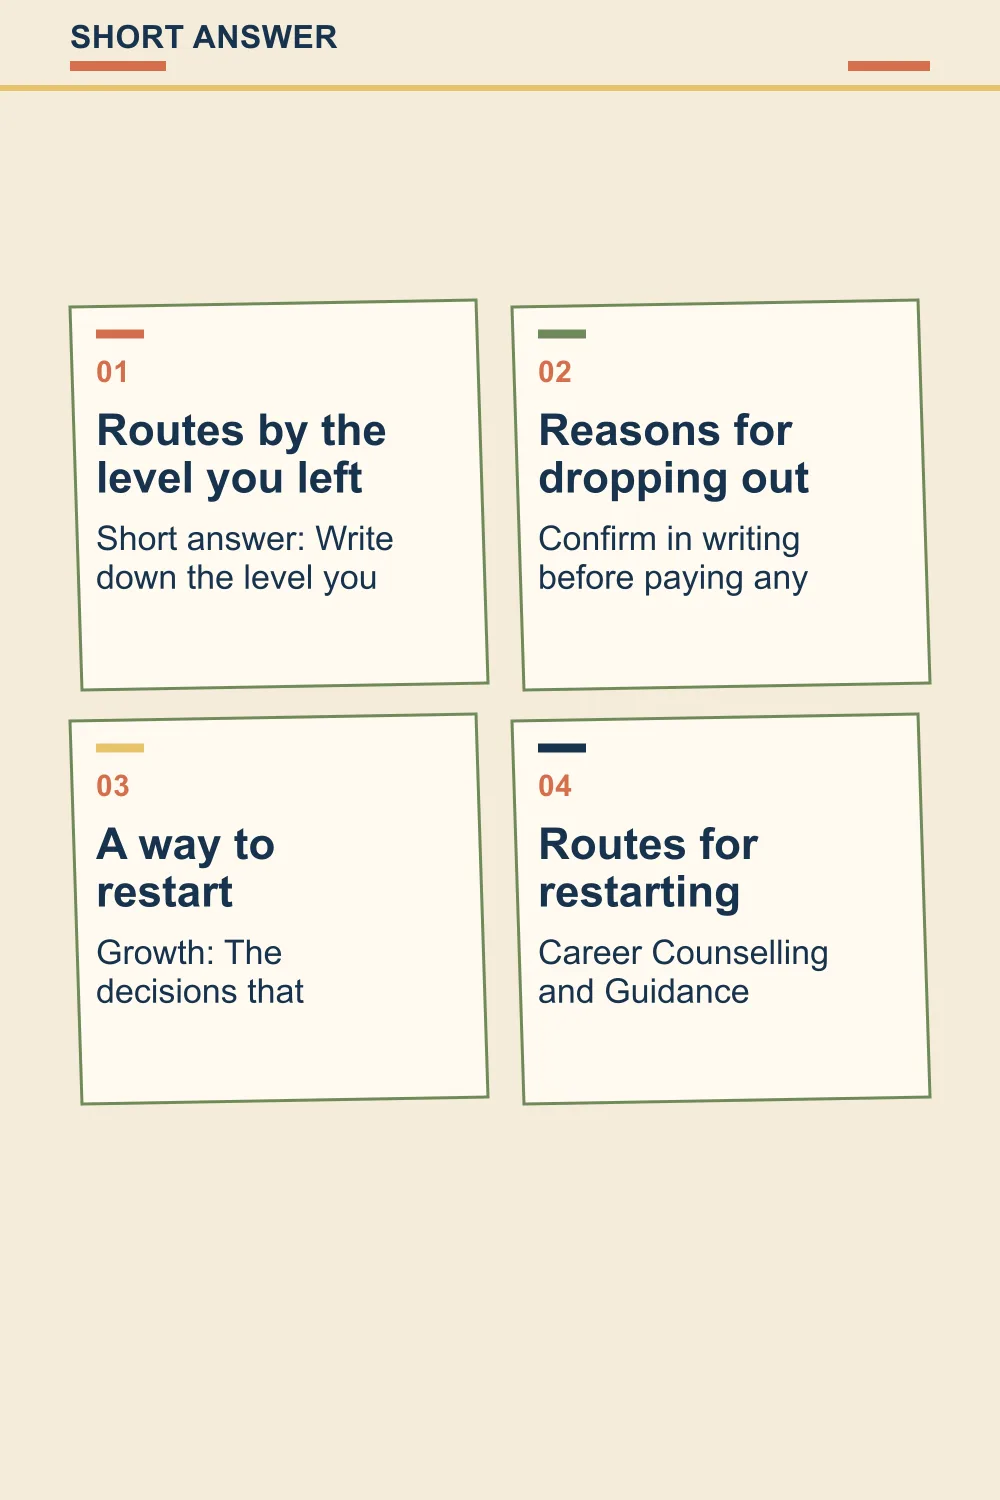 SHORT ANSWER
01
Routes by the
level you left
Short answer: Write
down the level you
02
Reasons for
dropping out
Confirm in writing
before paying any
03
A way to
restart
Growth: The
decisions that
04
Routes for
restarting
Career Counselling
and Guidance